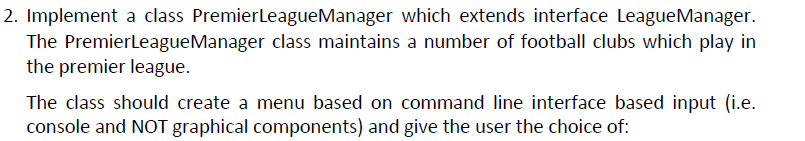 2. Implement a class PremierLeagueManager which extends interface LeagueManager.
The PremierLeagueManager class maintains a number of football clubs which play in
the premier league.
The class should create a menu based on command line interface based input (i.e.
console and NOT graphical components) and give the user the choice of: